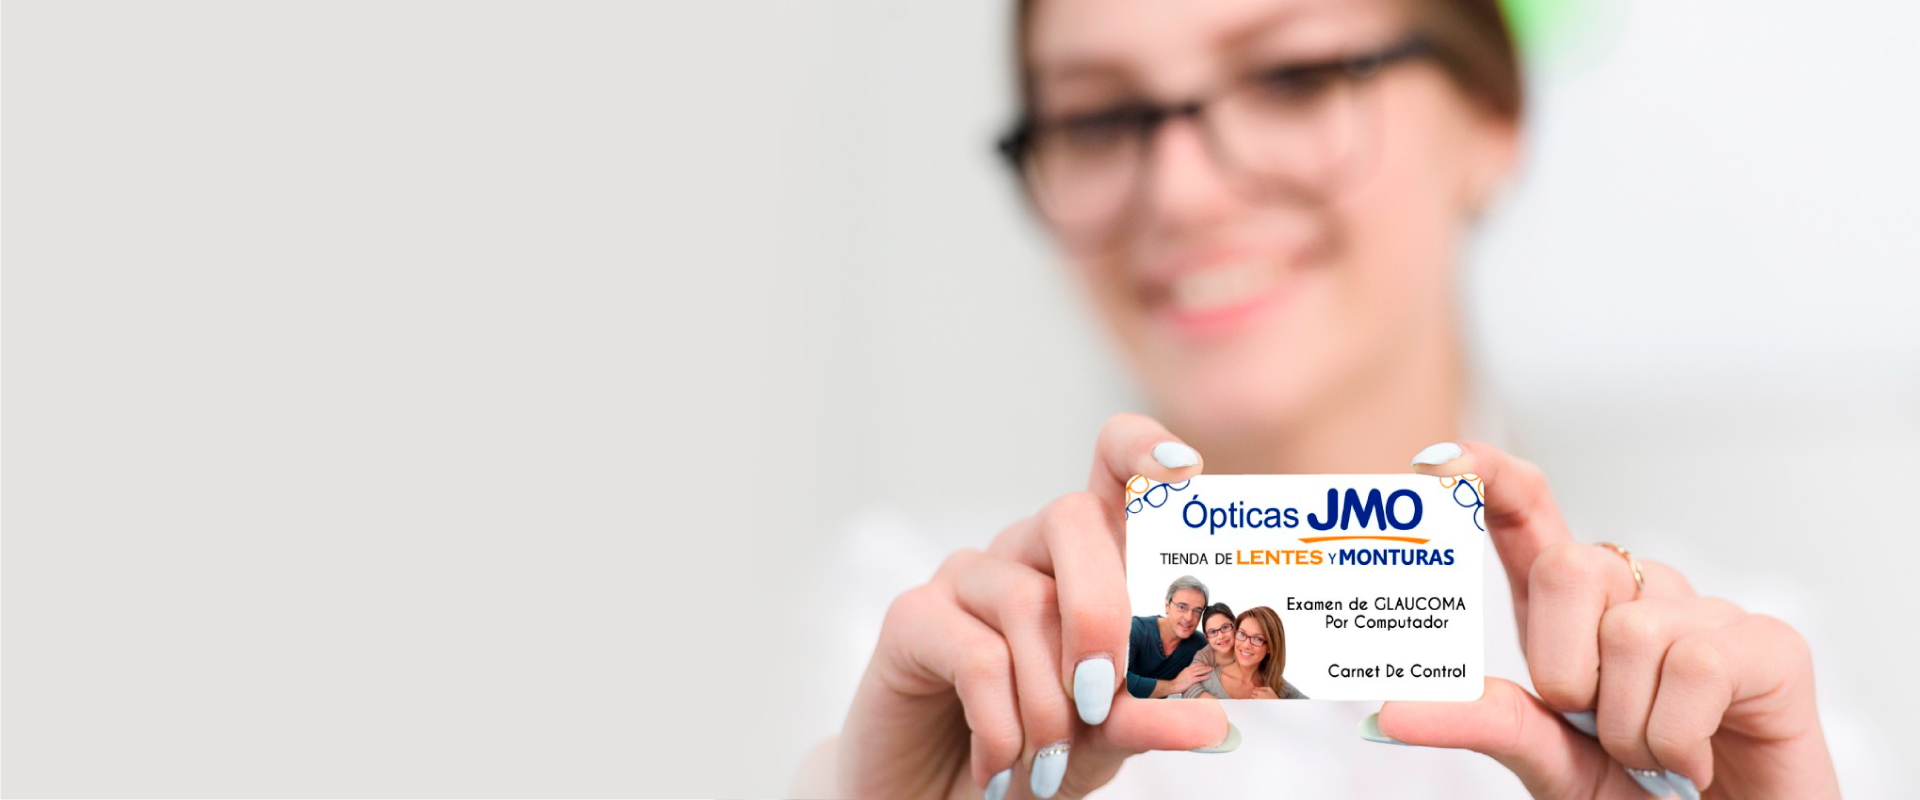 Ópticas JMO
TIENDA DE LENTES Y MONTURAS
Examen de GLAUCOMA
Por Computador
Carnet De Control